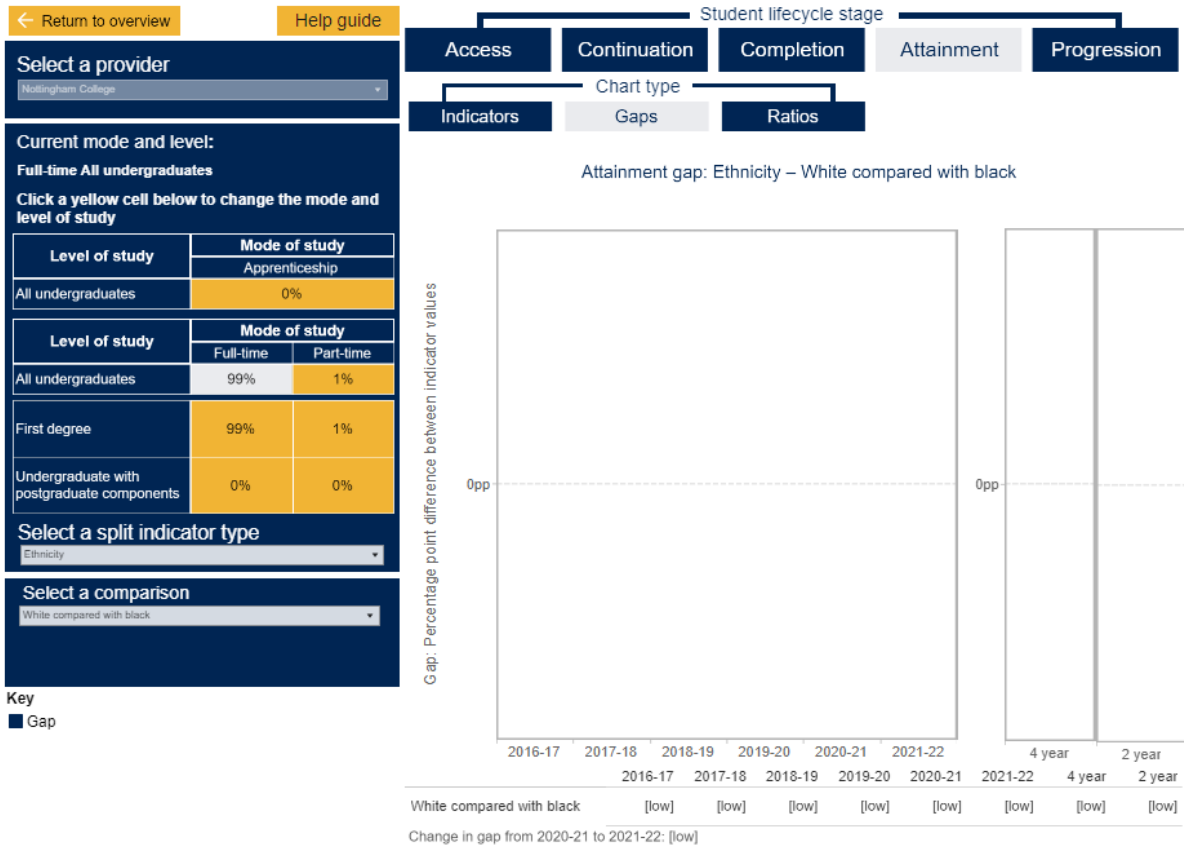 ← Return to overview
Help guide
Select a provider
Nottingham College
Current mode and level:
Full-time All undergraduates
Click a yellow cell below to change the mode and
level of study
Level of study
Mode of study
Apprenticeship
All undergraduates
0%
Level of study
Mode of study
Full-time Part-time
All undergraduates 99% 1%
First degree 99% 1%
Undergraduate with
postgraduate components
0% 0%
Select a split indicator type
Ethnicity
Select a comparison
White compared with black
Key
Gap
Student lifecycle stage
Access Continuation Completion Attainment Progression
Chart type
Indicators Gaps Ratios
Attainment gap: Ethnicity – White compared with black
Gap: Percentage point difference between indicator values
0pp 0pp
2016-17 2017-18 2018-19 2019-20 2020-21 2021-22 4 year 2 year
2016-17 2017-18 2018-19 2019-20 2020-21 2021-22 4 year 2 year
White compared with black [low] [low] [low] [low] [low] [low] [low] [low]
Change in gap from 2020-21 to 2021-22: [low]